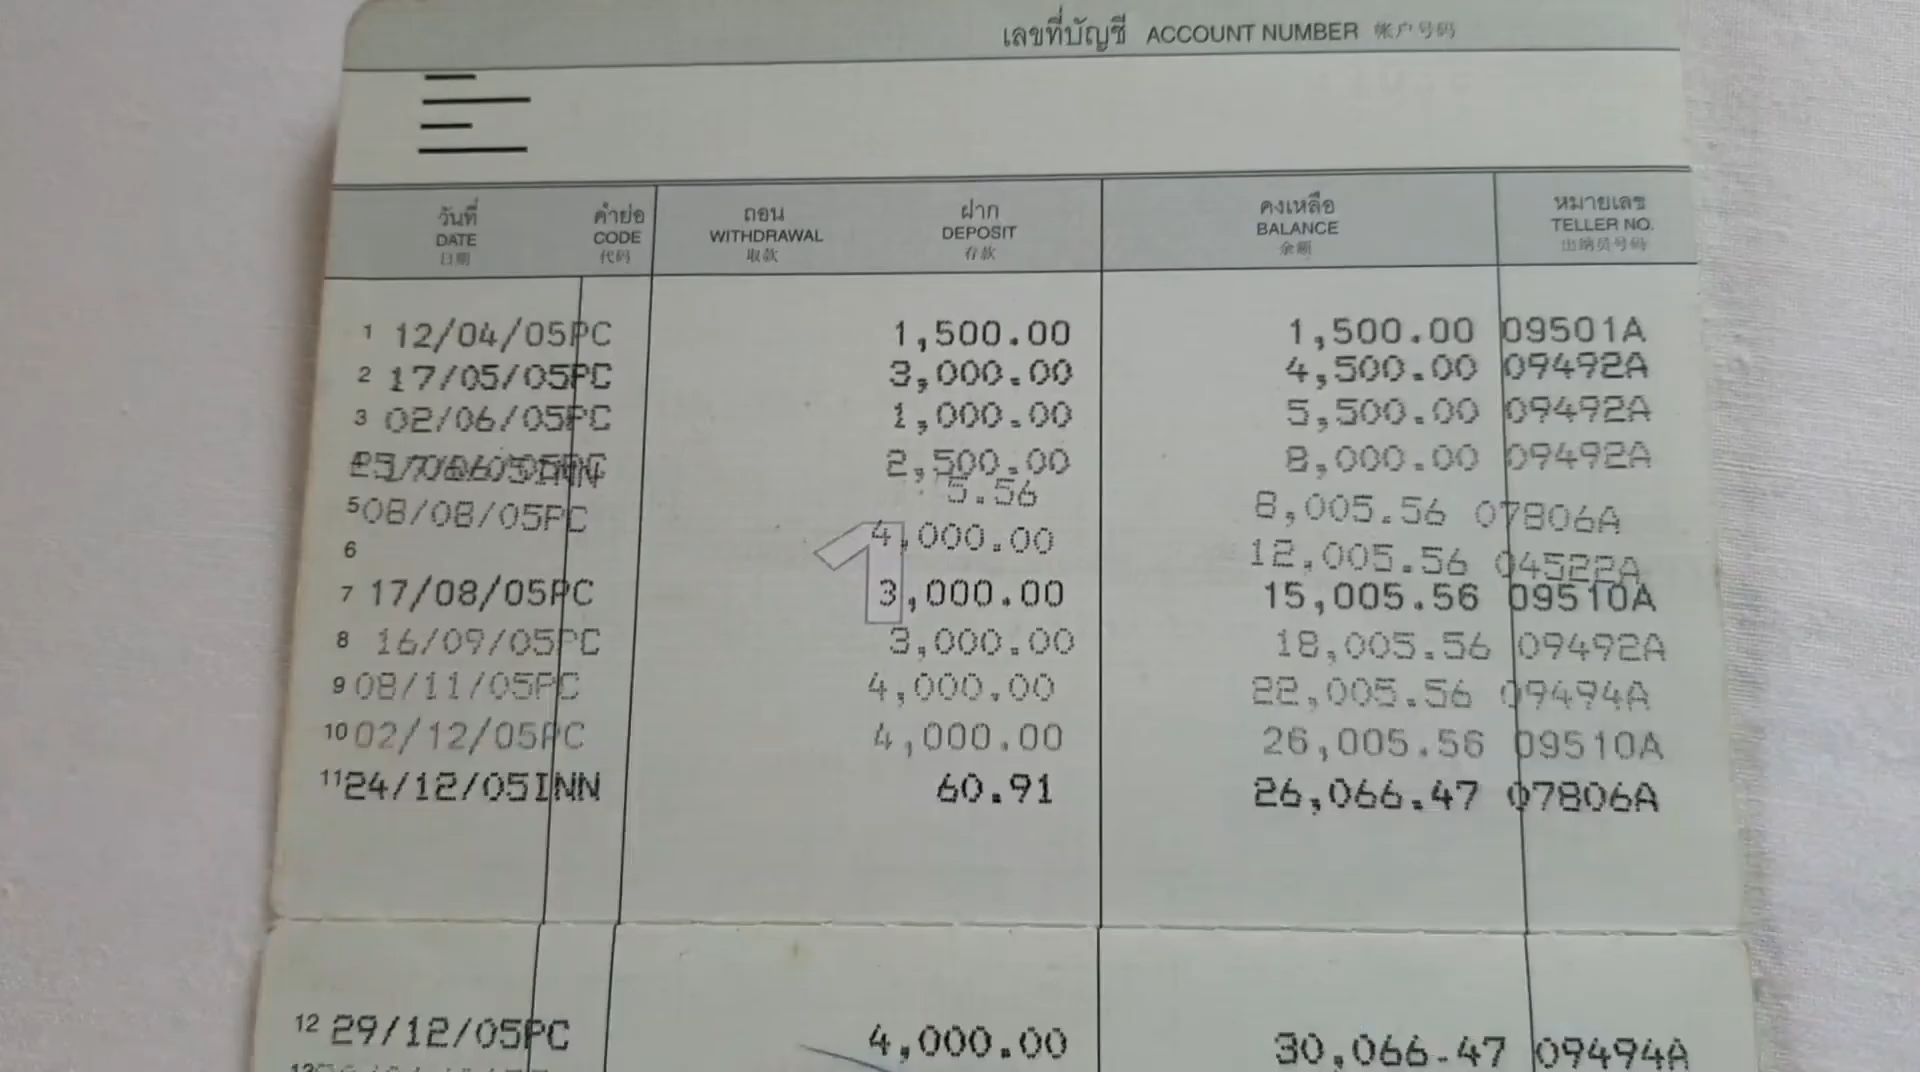 เลขที่บัญชี ACCOUNT NUMBER 帐户号码
วันที่ คำย่อ ถอน ฝาก คงเหลือ หมายเลข
DATE CODE WITHDRAWAL DEPOSIT BALANCE TELLER NO.
日期 代码 取款 存款 余额 出纳员号码
1 12/04/05PC 1,500.00 1,500.00 09501A
2 17/05/05PC 3,000.00 4,500.00 09492A
3 02/06/05PC 1,000.00 5,500.00 09492A
2,500.00 8,000.00 09492A
5.56 8,005.56 07806A
5 08/08/05PC 4,000.00 12,005.56 04522A
6
7 17/08/05PC 3,000.00 15,005.56 09510A
8 16/09/05PC 3,000.00 18,005.56 09492A
9 08/11/05PC 4,000.00 22,005.56 09494A
10 02/12/05PC 4,000.00 26,005.56 09510A
11 24/12/05INN 60.91 26,066.47 07806A
12 29/12/05PC 4,000.00 30,066.47 09494A